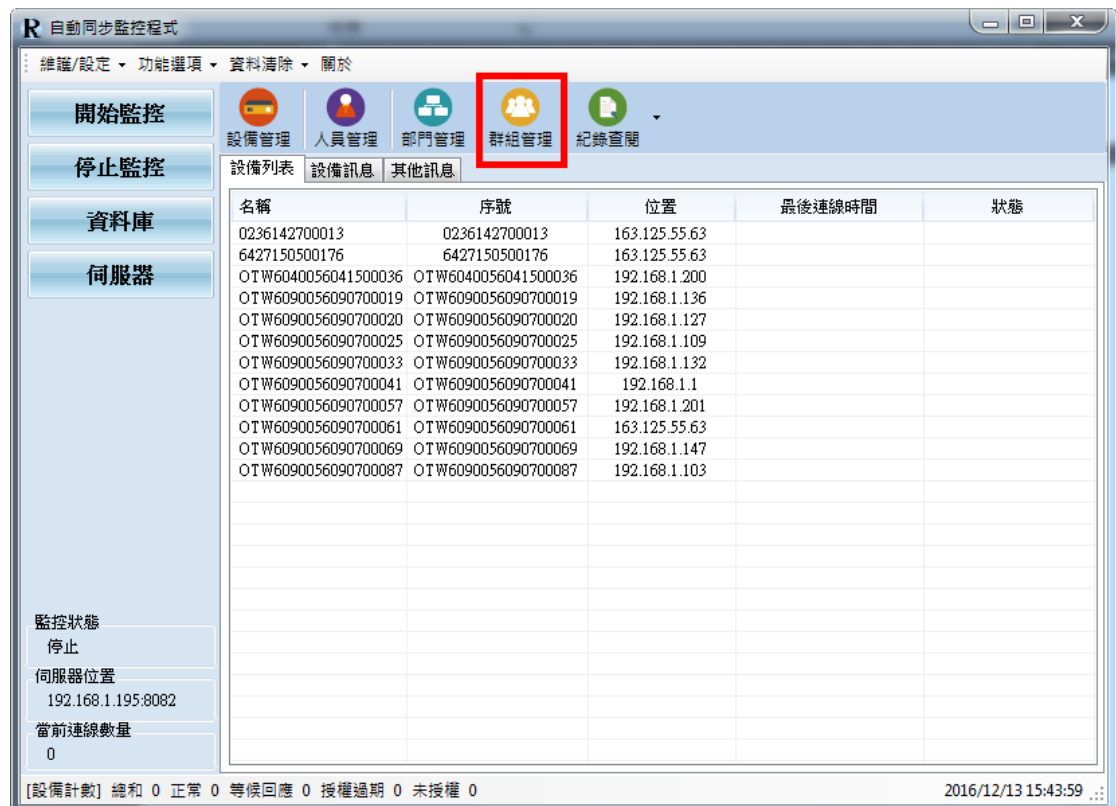 R 自動同步監控程式
維護/設定 功能選項 資料清除 關於
開始監控
停止監控
資料庫
伺服器
設備管理 人員管理 部門管理 群組管理 紀錄查閱
設備列表 設備訊息 其他訊息
名稱 序號 位置 最後連線時間 狀態
0236142700013 0236142700013 163.125.55.63
6427150500176 6427150500176 163.125.55.63
OTW6040056041500036 OTW6040056041500036 192.168.1.200
OTW6090056090700019 OTW6090056090700019 192.168.1.136
OTW6090056090700020 OTW6090056090700020 192.168.1.127
OTW6090056090700025 OTW6090056090700025 192.168.1.109
OTW6090056090700033 OTW6090056090700033 192.168.1.132
OTW6090056090700041 OTW6090056090700041 192.168.1.1
OTW6090056090700057 OTW6090056090700057 192.168.1.201
OTW6090056090700061 OTW6090056090700061 163.125.55.63
OTW6090056090700069 OTW6090056090700069 192.168.1.147
OTW6090056090700087 OTW6090056090700087 192.168.1.103
監控狀態
停止
伺服器位置
192.168.1.195:8082
當前連線數量
0
[設備計數] 總和 0 正常 0 等候回應 0 授權過期 0 未授權 0 2016/12/13 15:43:59